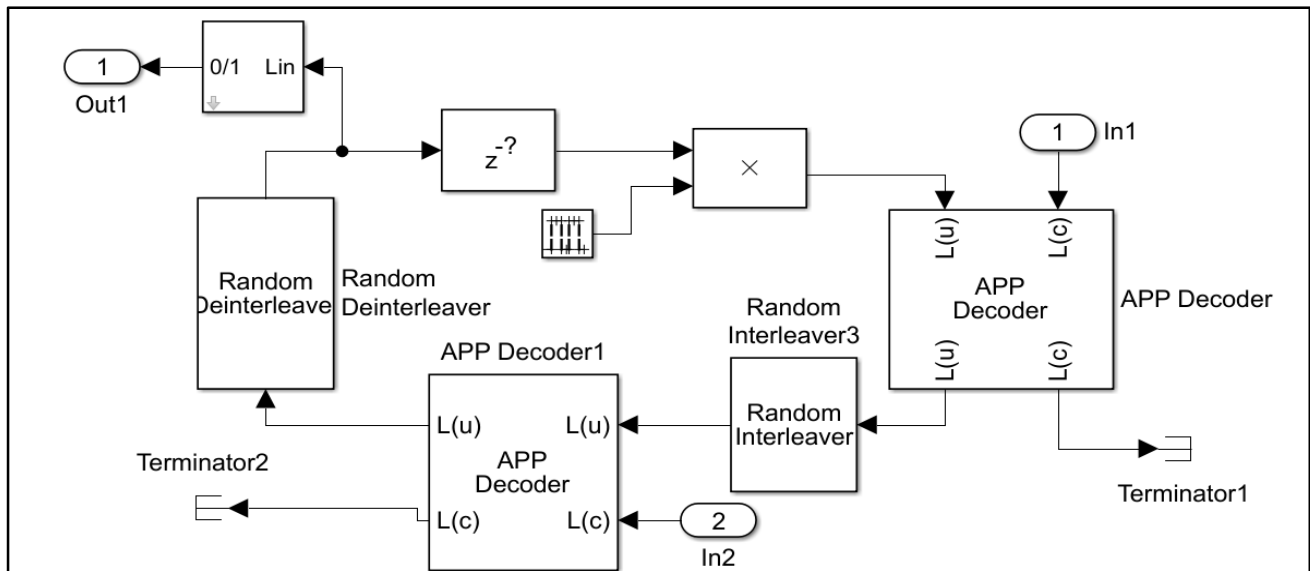 1
0/1 Lin
Out1
z
-?
×
1
In1
L(u) L(c)
APP
Decoder
L(u) L(c)
APP Decoder
Random
Deinterleave
Random
Deinterleaver
Random
Interleaver3
Random
Interleaver
APP Decoder1
L(u) L(u)
APP
Decoder
L(c) L(c)
Terminator2
2
In2
Terminator1